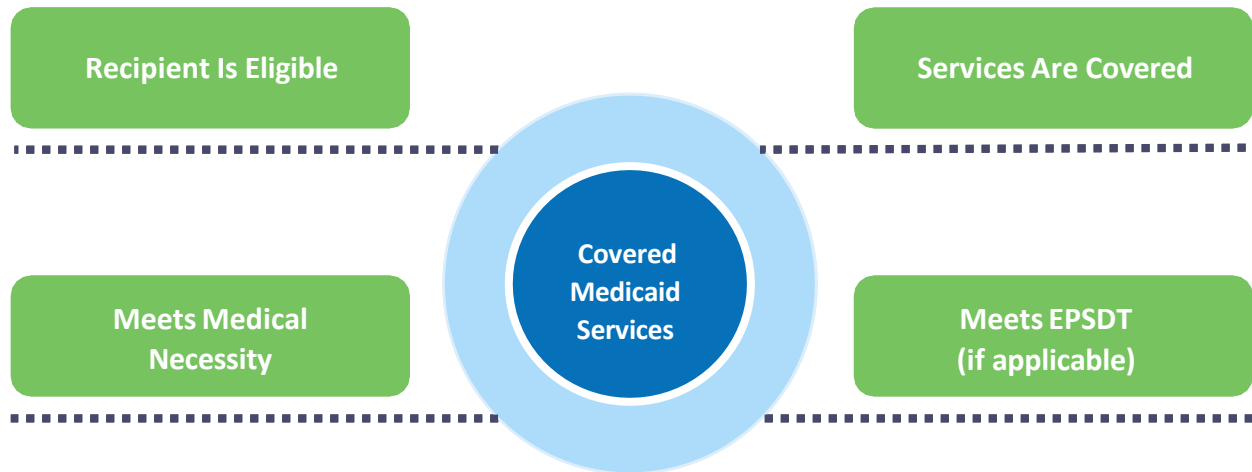 Recipient Is Eligible
Services Are Covered
Covered
Medicaid
Services
Meets Medical
Necessity
Meets EPSDT
(if applicable)